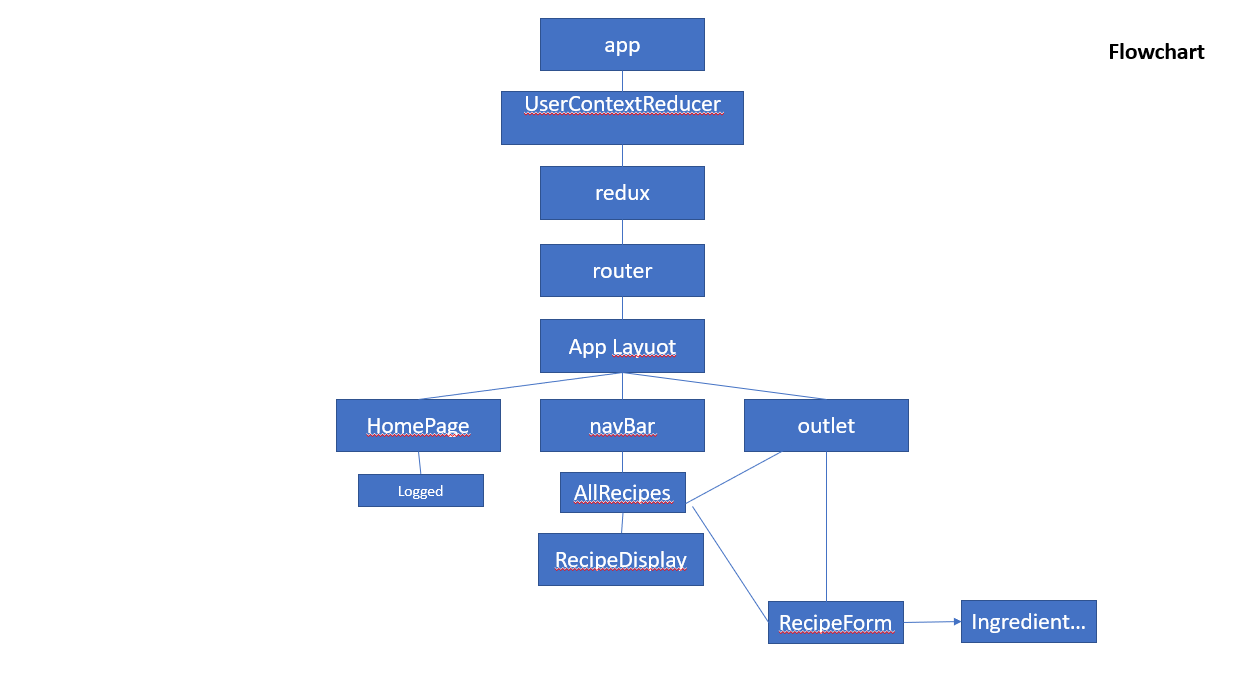 app
Flowchart
UserContextReducer
redux
router
App Layuot
HomePage
navBar
outlet
Logged
AllRecipes
RecipeDisplay
RecipeForm
Ingredient...